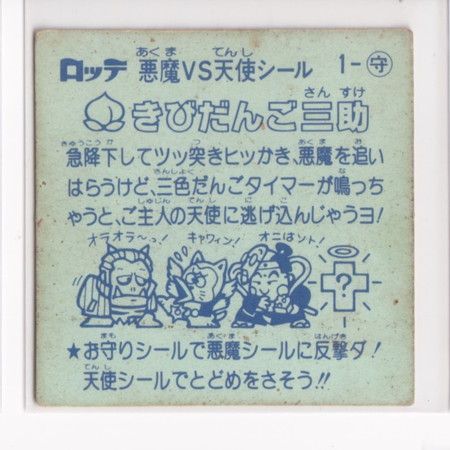 ロッテ 悪魔VS天使シール 1-守
きびだんご三助
急降下してツッ突きヒッかき、悪魔を追い
はらうけど、三色だんごタイマーが鳴っち
ゃうと、ご主人の天使に逃げ込んじゃうヨ!
オラオラ〜っ! キャウィン! オニはソト!
?
★お守りシールで悪魔シールに反撃ダ!
天使シールでとどめをさそう!!